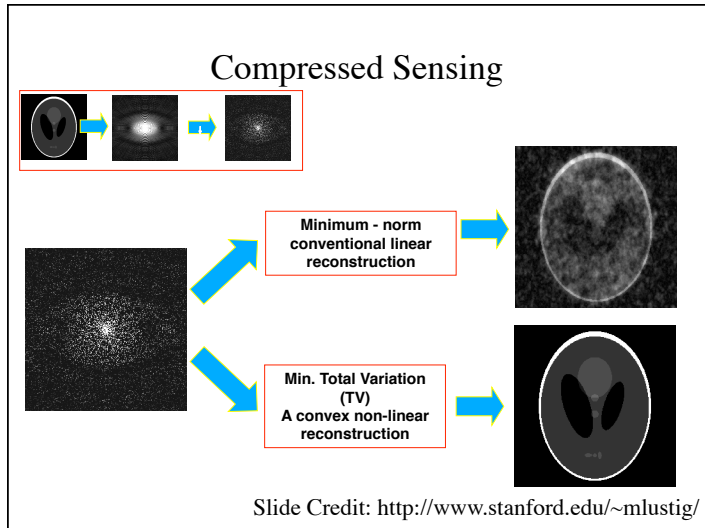 Compressed Sensing
Minimum - norm
conventional linear
reconstruction
Min. Total Variation
(TV)
A convex non-linear
reconstruction
Slide Credit: http://www.stanford.edu/~mlustig/